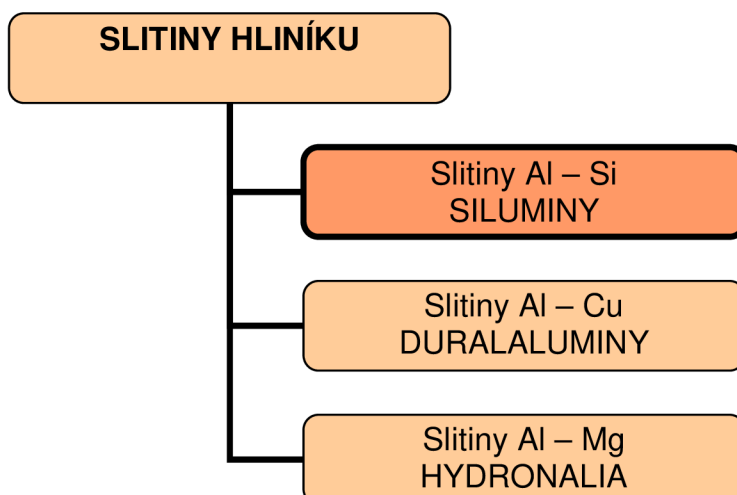 SLITINY HLINÍKU
Slitiny Al – Si
SILUMINY
Slitiny Al – Cu
DURALALUMINY
Slitiny Al – Mg
HYDRONALIA